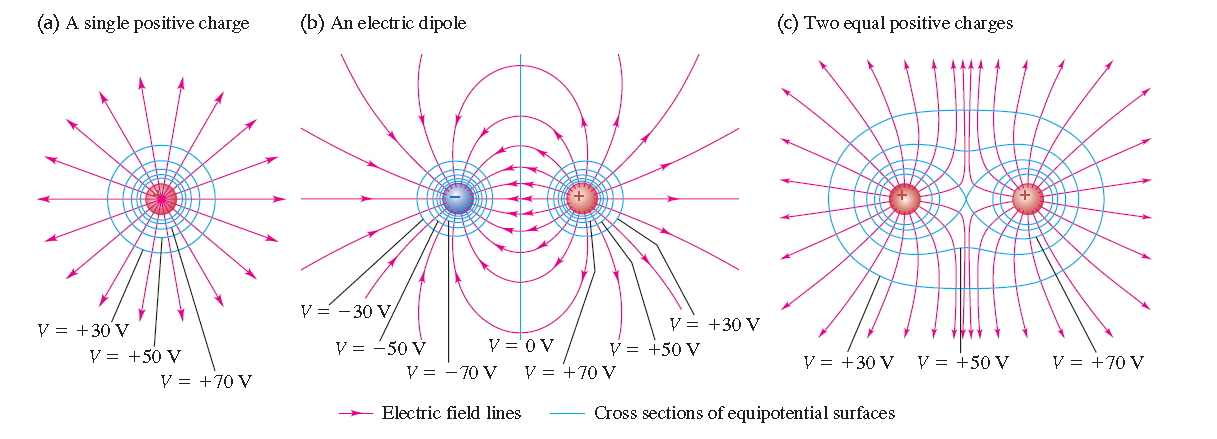 (a) A single positive charge
(b) An electric dipole
(c) Two equal positive charges
V = +30 V
V = +50 V
V = +70 V
−
+
V = −30 V
V = −50 V
V = −70 V
V = 0 V
V = +70 V
V = +50 V
V = +30 V
+
+
V = +30 V
V = +50 V
V = +70 V
Electric field lines
Cross sections of equipotential surfaces